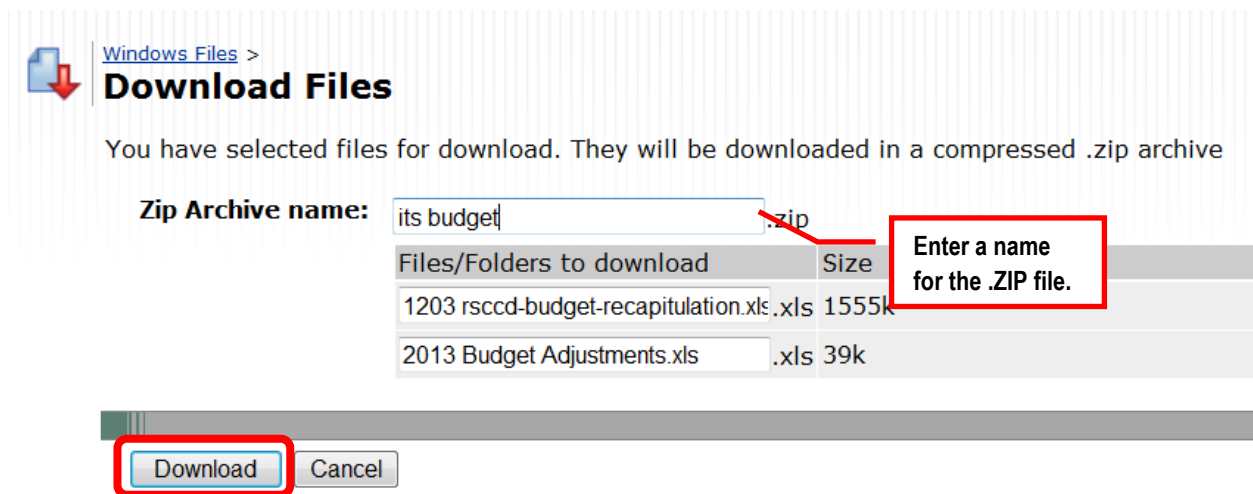 Windows Files >
Download Files
You have selected files for download. They will be downloaded in a compressed .zip archive
Zip Archive name: its budget .zip
Enter a name
for the .ZIP file.
Files/Folders to download Size
1203 rsccd-budget-recapitulation.xls .xls 1555k
2013 Budget Adjustments.xls .xls 39k
Download Cancel